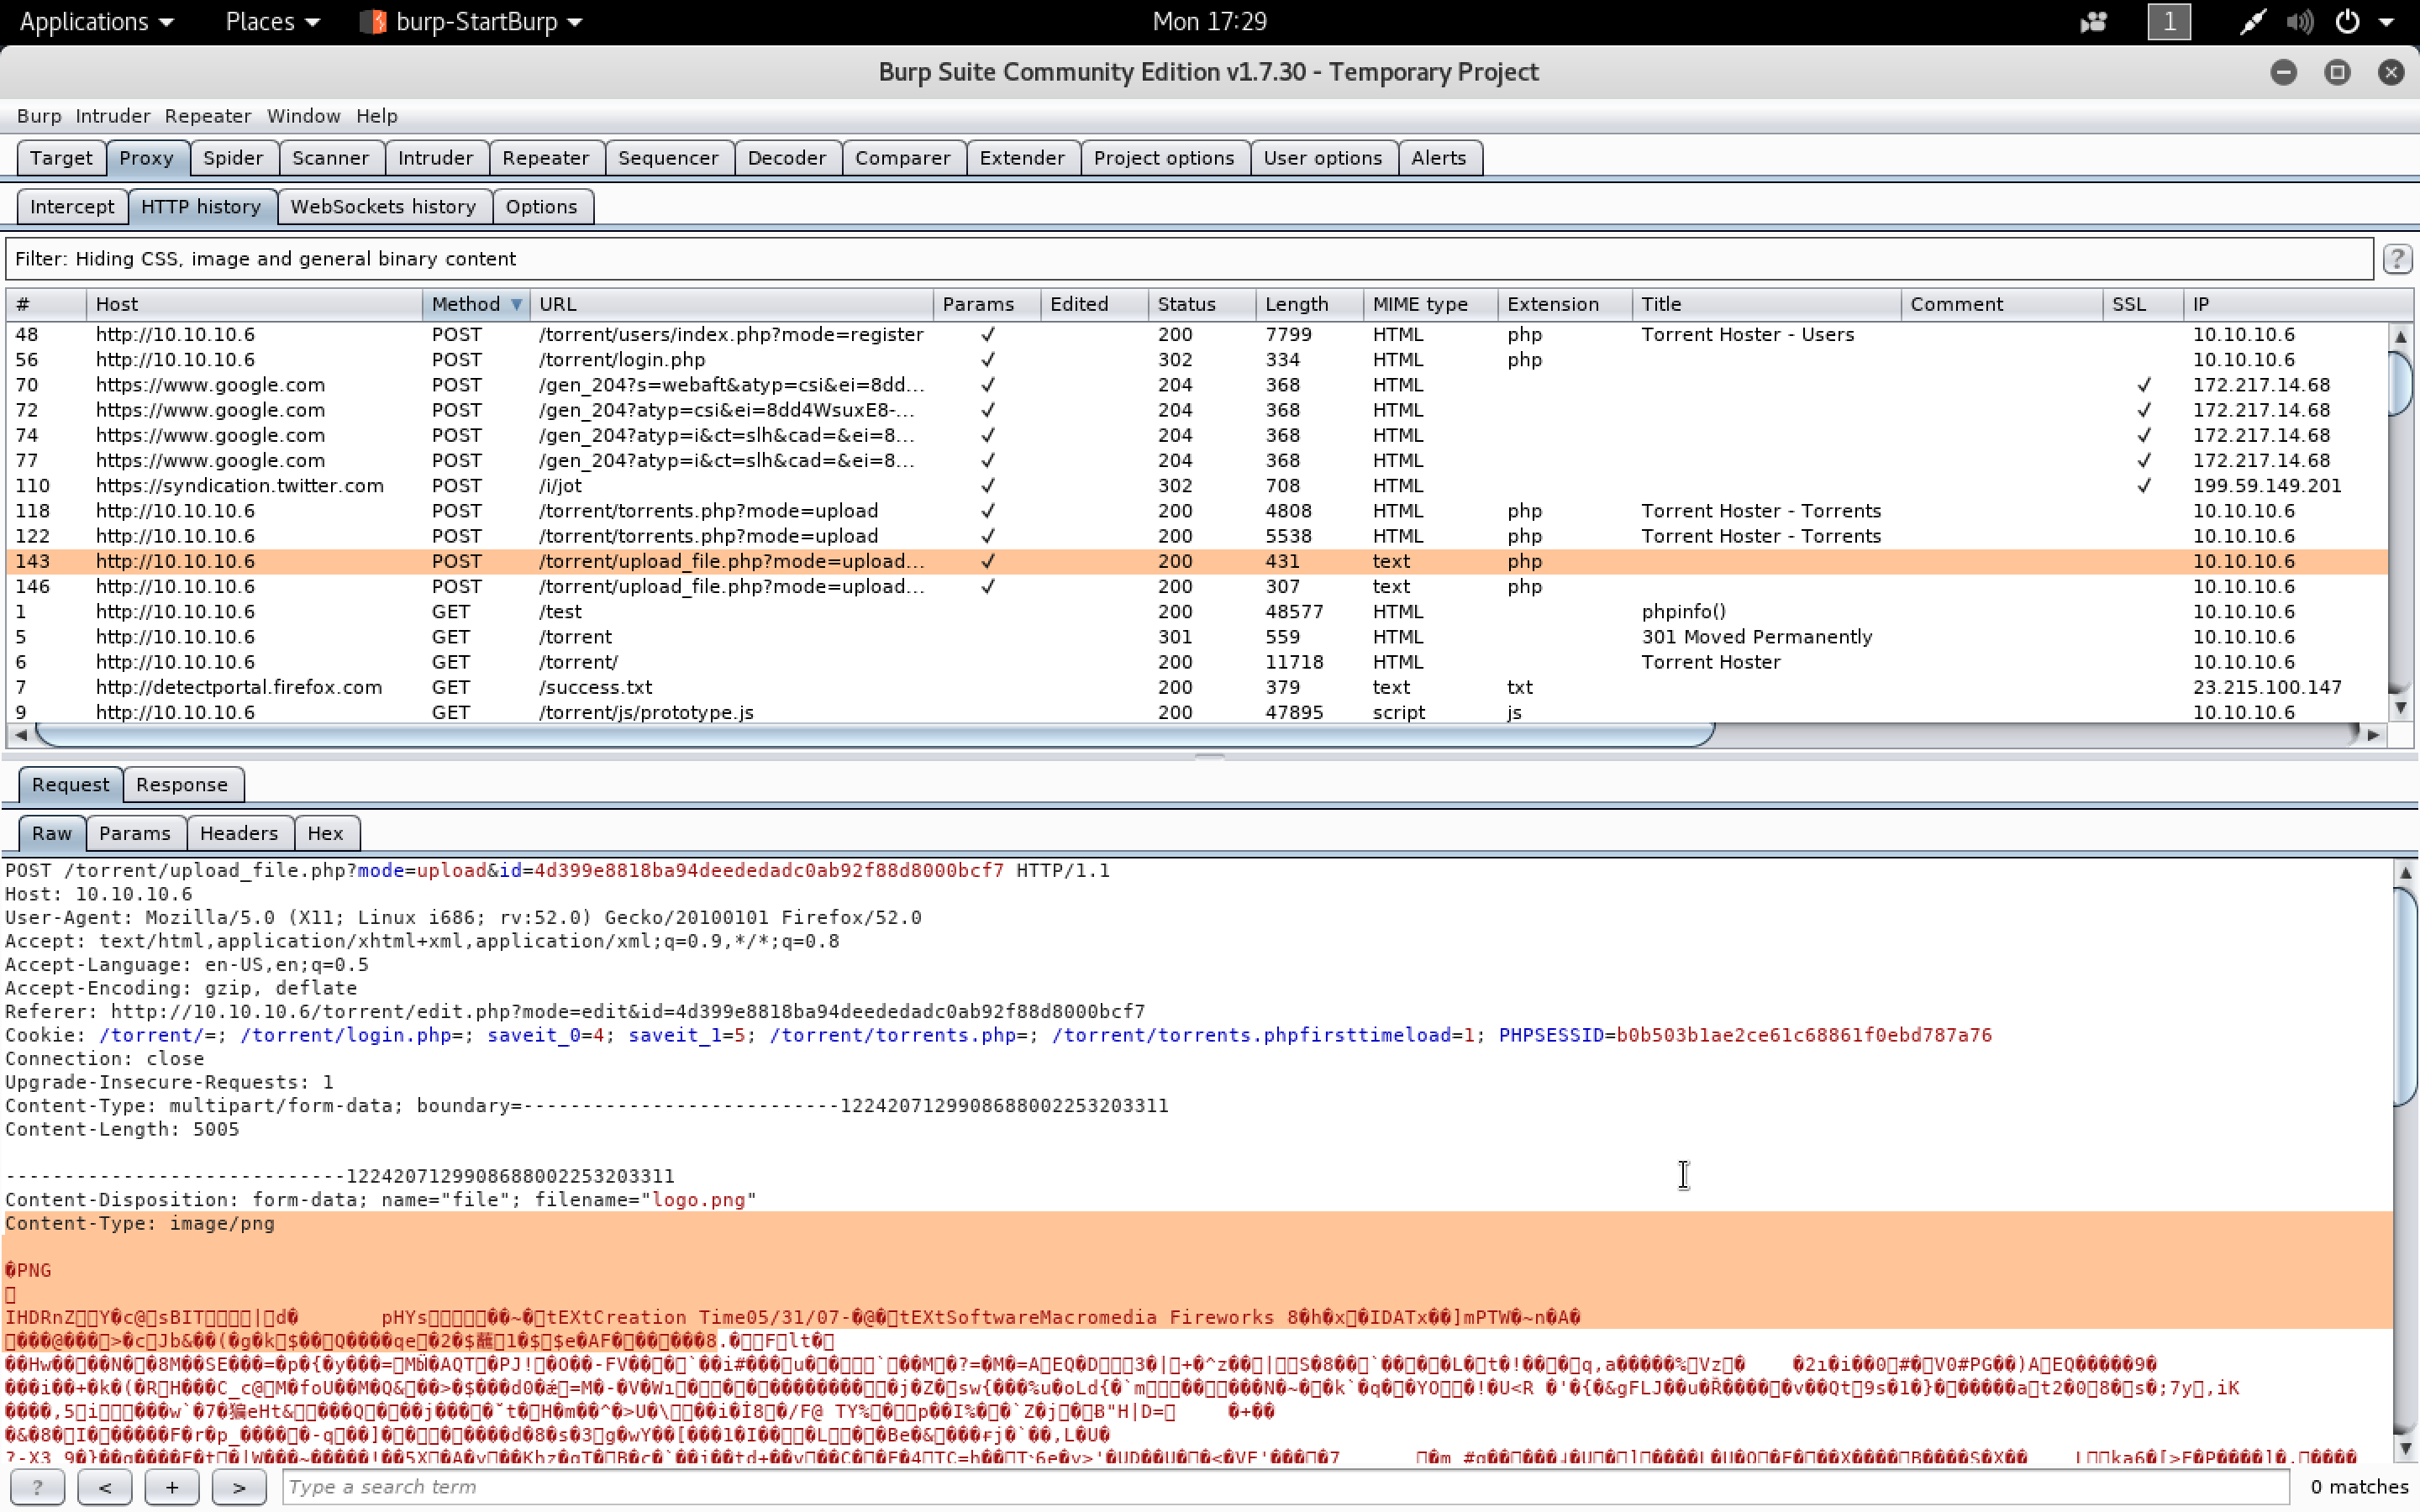 Applications Places burp-StartBurp Mon 17:29 1
Burp Suite Community Edition v1.7.30 - Temporary Project
Burp Intruder Repeater Window Help
Target Proxy Spider Scanner Intruder Repeater Sequencer Decoder Comparer Extender Project options User options Alerts
Intercept HTTP history WebSockets history Options
Filter: Hiding CSS, image and general binary content ?
# Host Method URL Params Edited Status Length MIME type Extension Title Comment SSL IP
48 http://10.10.10.6 POST /torrent/users/index.php?mode=register ✓ 200 7799 HTML php Torrent Hoster - Users 10.10.10.6
56 http://10.10.10.6 POST /torrent/login.php ✓ 302 334 HTML php 10.10.10.6
70 https://www.google.com POST /gen_204?s=webaft&atyp=csi&ei=8dd... ✓ 204 368 HTML ✓ 172.217.14.68
72 https://www.google.com POST /gen_204?atyp=csi&ei=8dd4WsuxE8-... ✓ 204 368 HTML ✓ 172.217.14.68
74 https://www.google.com POST /gen_204?atyp=i&ct=slh&cad=&ei=8... ✓ 204 368 HTML ✓ 172.217.14.68
77 https://www.google.com POST /gen_204?atyp=i&ct=slh&cad=&ei=8... ✓ 204 368 HTML ✓ 172.217.14.68
110 https://syndication.twitter.com POST /i/jot ✓ 302 708 HTML ✓ 199.59.149.201
118 http://10.10.10.6 POST /torrent/torrents.php?mode=upload ✓ 200 4808 HTML php Torrent Hoster - Torrents 10.10.10.6
122 http://10.10.10.6 POST /torrent/torrents.php?mode=upload ✓ 200 5538 HTML php Torrent Hoster - Torrents 10.10.10.6
143 http://10.10.10.6 POST /torrent/upload_file.php?mode=upload... ✓ 200 431 text php 10.10.10.6
146 http://10.10.10.6 POST /torrent/upload_file.php?mode=upload... ✓ 200 307 text php 10.10.10.6
1 http://10.10.10.6 GET /test 200 48577 HTML phpinfo() 10.10.10.6
5 http://10.10.10.6 GET /torrent 301 559 HTML 301 Moved Permanently 10.10.10.6
6 http://10.10.10.6 GET /torrent/ 200 11718 HTML Torrent Hoster 10.10.10.6
7 http://detectportal.firefox.com GET /success.txt 200 379 text txt 23.215.100.147
9 http://10.10.10.6 GET /torrent/js/prototype.js 200 47895 script js 10.10.10.6
Request Response
Raw Params Headers Hex
POST /torrent/upload_file.php?mode=upload&id=4d399e8818ba94deededadc0ab92f88d8000bcf7 HTTP/1.1
Host: 10.10.10.6
User-Agent: Mozilla/5.0 (X11; Linux i686; rv:52.0) Gecko/20100101 Firefox/52.0
Accept: text/html,application/xhtml+xml,application/xml;q=0.9,*/*;q=0.8
Accept-Language: en-US,en;q=0.5
Accept-Encoding: gzip, deflate
Referer: http://10.10.10.6/torrent/edit.php?mode=edit&id=4d399e8818ba94deededadc0ab92f88d8000bcf7
Cookie: /torrent/=; /torrent/login.php=; saveit_0=4; saveit_1=5; /torrent/torrents.php=; /torrent/torrents.phpfirsttimeload=1; PHPSESSID=b0b503b1ae2ce61c68861f0ebd787a76
Connection: close
Upgrade-Insecure-Requests: 1
Content-Type: multipart/form-data; boundary=---------------------------1224207129908688002253203311
Content-Length: 5005
-----------------------------1224207129908688002253203311
Content-Disposition: form-data; name="file"; filename="logo.png"
Content-Type: image/png
�PNG
pHYs tEXtCreation Time05/31/07 tEXtSoftwareMacromedia Fireworks
? < + > Type a search term 0 matches